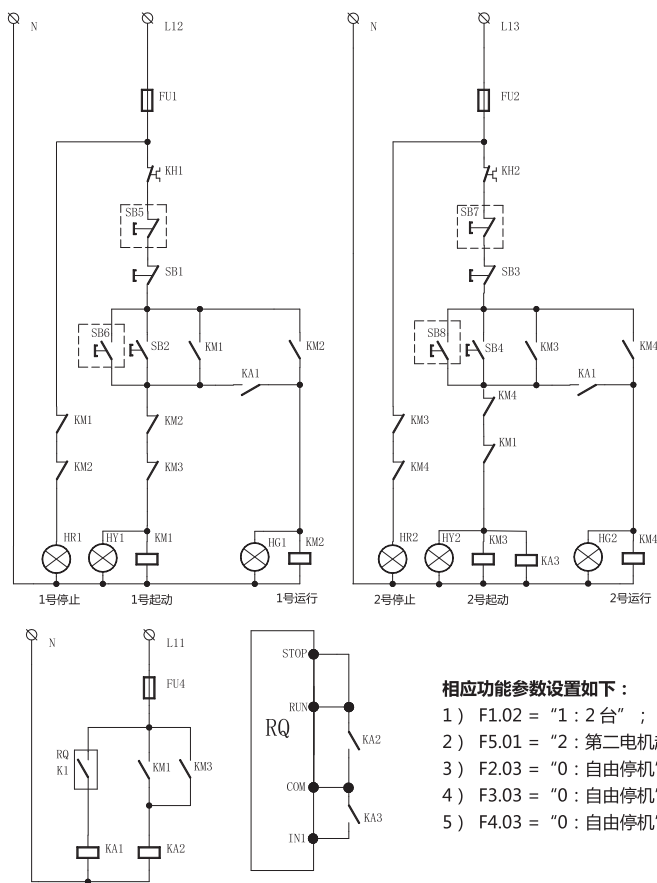 N L12 N L13
FU1 FU2
KH1 KH2
SB5 SB7
SB1 SB3
SB6 SB2 KM1 KM2 SB8 SB4 KM3 KM4
KA1 KA1
KM4
KM1 KM2 KM3
KM1
KM2 KM3 KM4
HR1 HY1 KM1 HG1 KM2 HR2 HY2 KM3 KA3 HG2 KM4
1号停止 1号起动 1号运行 2号停止 2号起动 2号运行
N L11
FU4
RQ
K1
KM1 KM3
KA1 KA2
STOP
RUN
RQ
KA2
COM
KA3
IN1
相应功能参数设置如下：
1） F1.02 = “1：2 台” ；
2） F5.01 = “2：第二电机
3） F2.03 = “0：自由停机”
4） F3.03 = “0：自由停机”
5） F4.03 = “0：自由停机”